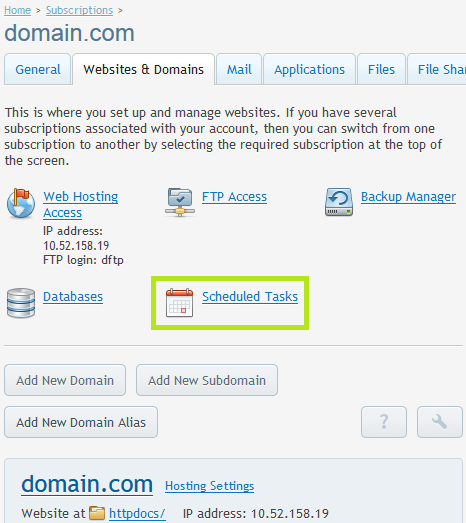 Home > Subscriptions >
domain.com
General Websites & Domains Mail Applications Files File Shar
This is where you set up and manage websites. If you have several
subscriptions associated with your account, then you can switch from one
subscription to another by selecting the required subscription at the top of
the screen.
Web Hosting Access FTP Access Backup Manager
IP address:
10.52.158.19
FTP login: dftp
Databases Scheduled Tasks
Add New Domain Add New Subdomain
Add New Domain Alias ?
domain.com Hosting Settings
Website at httpdocs/ IP address: 10.52.158.19